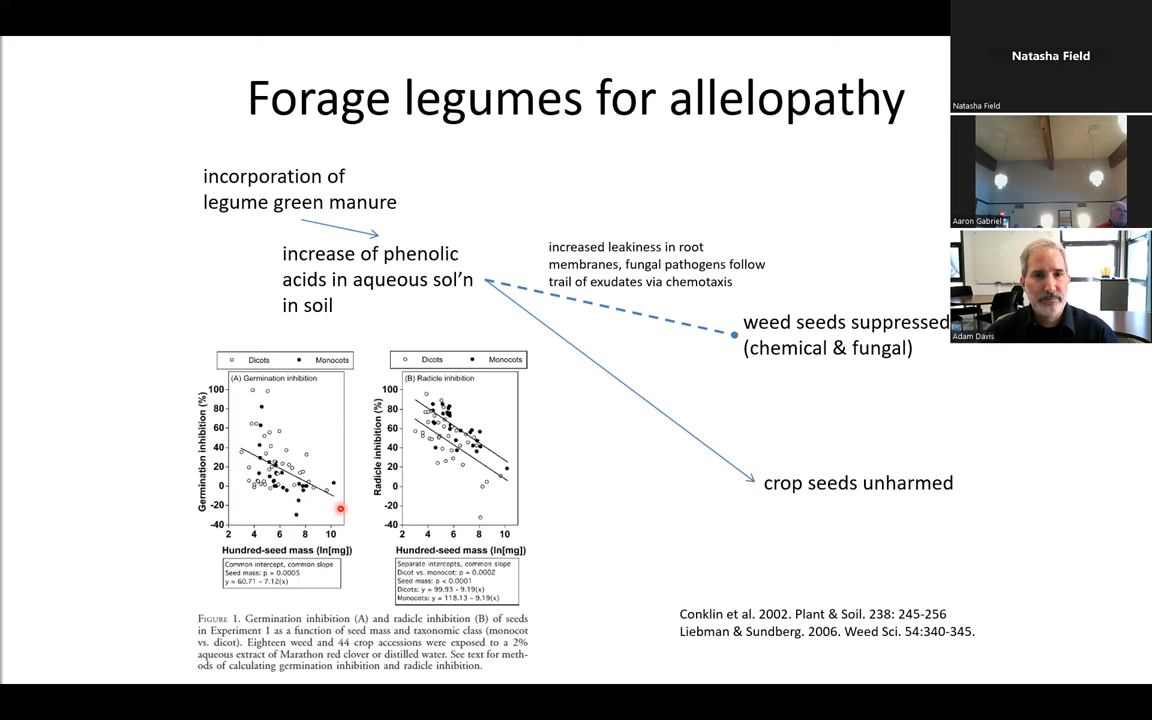 Forage legumes for allelopathy
Natasha Field
Natasha Field
Aaron Gabriel
Adam Davis
incorporation of
legume green manure
increase of phenolic
acids in aqueous sol'n
in soil
increased leakiness in root
membranes, fungal pathogens follow
trail of exudates via chemotaxis
weed seeds suppressed
(chemical & fungal)
crop seeds unharmed
Dicots Monocots
(A) Germination inhibition
Germination inhibition (%)
100
80
60
40
20
0
-20
-40
2 4 6 8 10
Hundred-seed mass (ln[mg])
Common intercept, common slope
Seed mass: p = 0.0005
y = 60.71 - 7.12(x)
Dicots Monocots
(B) Radicle inhibition
Radicle inhibition (%)
100
80
60
40
20
0
-20
-40
2 4 6 8 10
Hundred-seed mass (ln[mg])
Separate intercepts, common slope
Dicot vs. monocot: p = 0.0002
Seed mass: p < 0.0001
Dicots: y = 99.93 - 9.19(x)
Monocots: y = 118.13 - 9.19(x)
FIGURE 1. Germination inhibition (A) and radicle inhibition (B) of seeds
in Experiment 1 as a function of seed mass and taxonomic class (monocot
vs. dicot). Eighteen weed and 44 crop accessions were exposed to a 2%
aqueous extract of Marathon red clover or distilled water. See text for meth-
ods of calculating germination inhibition and radicle inhibition.
Conklin et al. 2002. Plant & Soil. 238: 245-256
Liebman & Sundberg. 2006. Weed Sci. 54:340-345.